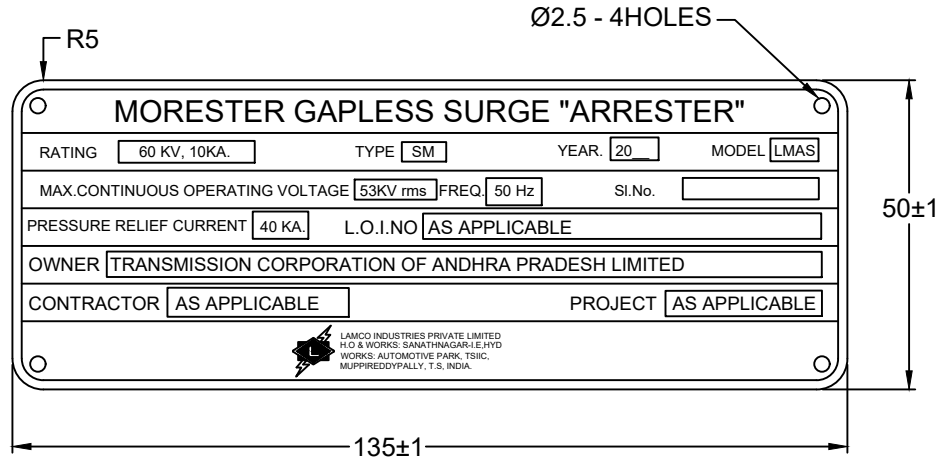 Ø2.5 - 4HOLES
R5
MORESTER GAPLESS SURGE "ARRESTER"
RATING 60 KV, 10KA. TYPE SM YEAR. 20__ MODEL LMAS
MAX.CONTINUOUS OPERATING VOLTAGE 53KV rms FREQ. 50 Hz Sl.No.
50±1
PRESSURE RELIEF CURRENT 40 KA. L.O.I.NO AS APPLICABLE
OWNER TRANSMISSION CORPORATION OF ANDHRA PRADESH LIMITED
CONTRACTOR AS APPLICABLE PROJECT AS APPLICABLE
L
LAMCO INDUSTRIES PRIVATE LIMITED
H.O & WORKS: SANATHNAGAR-I.E,HYD
WORKS: AUTOMOTIVE PARK, TSIIC,
MUPPIREDDYPALLY, T.S, INDIA.
135±1